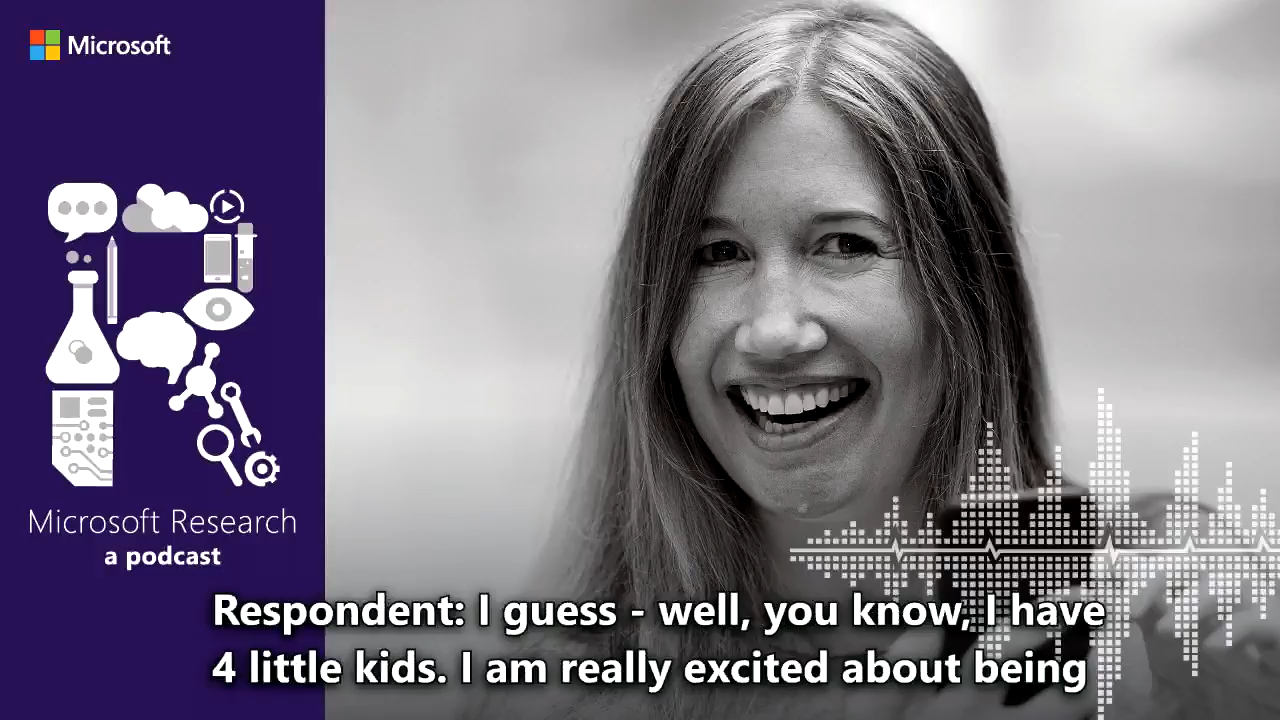 Microsoft
Microsoft Research
a podcast
Respondent: I guess - well, you know, I have
4 little kids. I am really excited about being